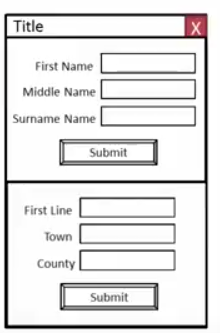 Title X
First Name
Middle Name
Surname Name
Submit
First Line
Town
County
Submit